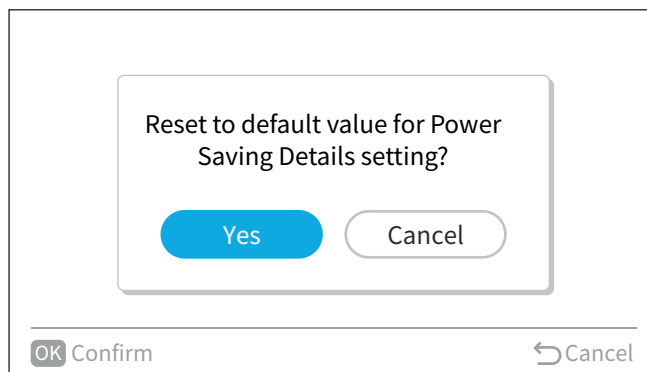 Reset to default value for Power
Saving Details setting?
Yes Cancel
OK Confirm Cancel